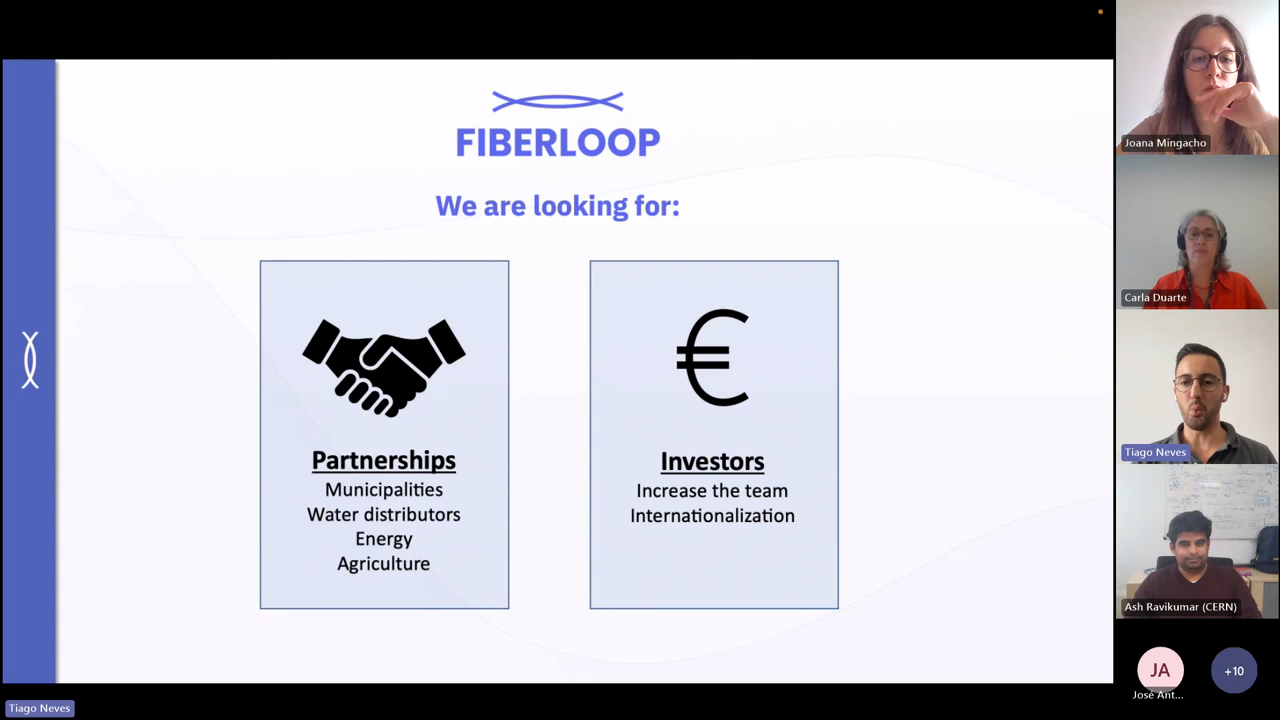 FIBERLOOP
We are looking for:
Partnerships
Municipalities
Water distributors
Energy
Agriculture
€
Investors
Increase the team
Internationalization
Joana Mingacho
Carla Duarte
Tiago Neves
Ash Ravikumar (CERN)
JA
José Ant...
+10
Tiago Neves